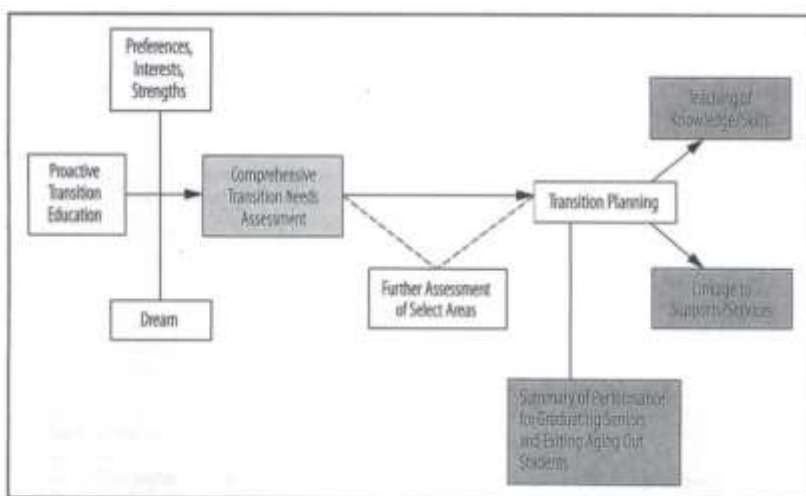 Preferences,
Interests,
Strengths
Proactive
Transition
Education
Dream
Comprehensive
Transition Needs
Assessment
Further Assessment
of Select Areas
Transition Planning
Teaching of
Knowledge/Skills
Linkage to
Supports/Services
Summary of Performance
for Graduating Seniors
and Exiting Aging Out
Students